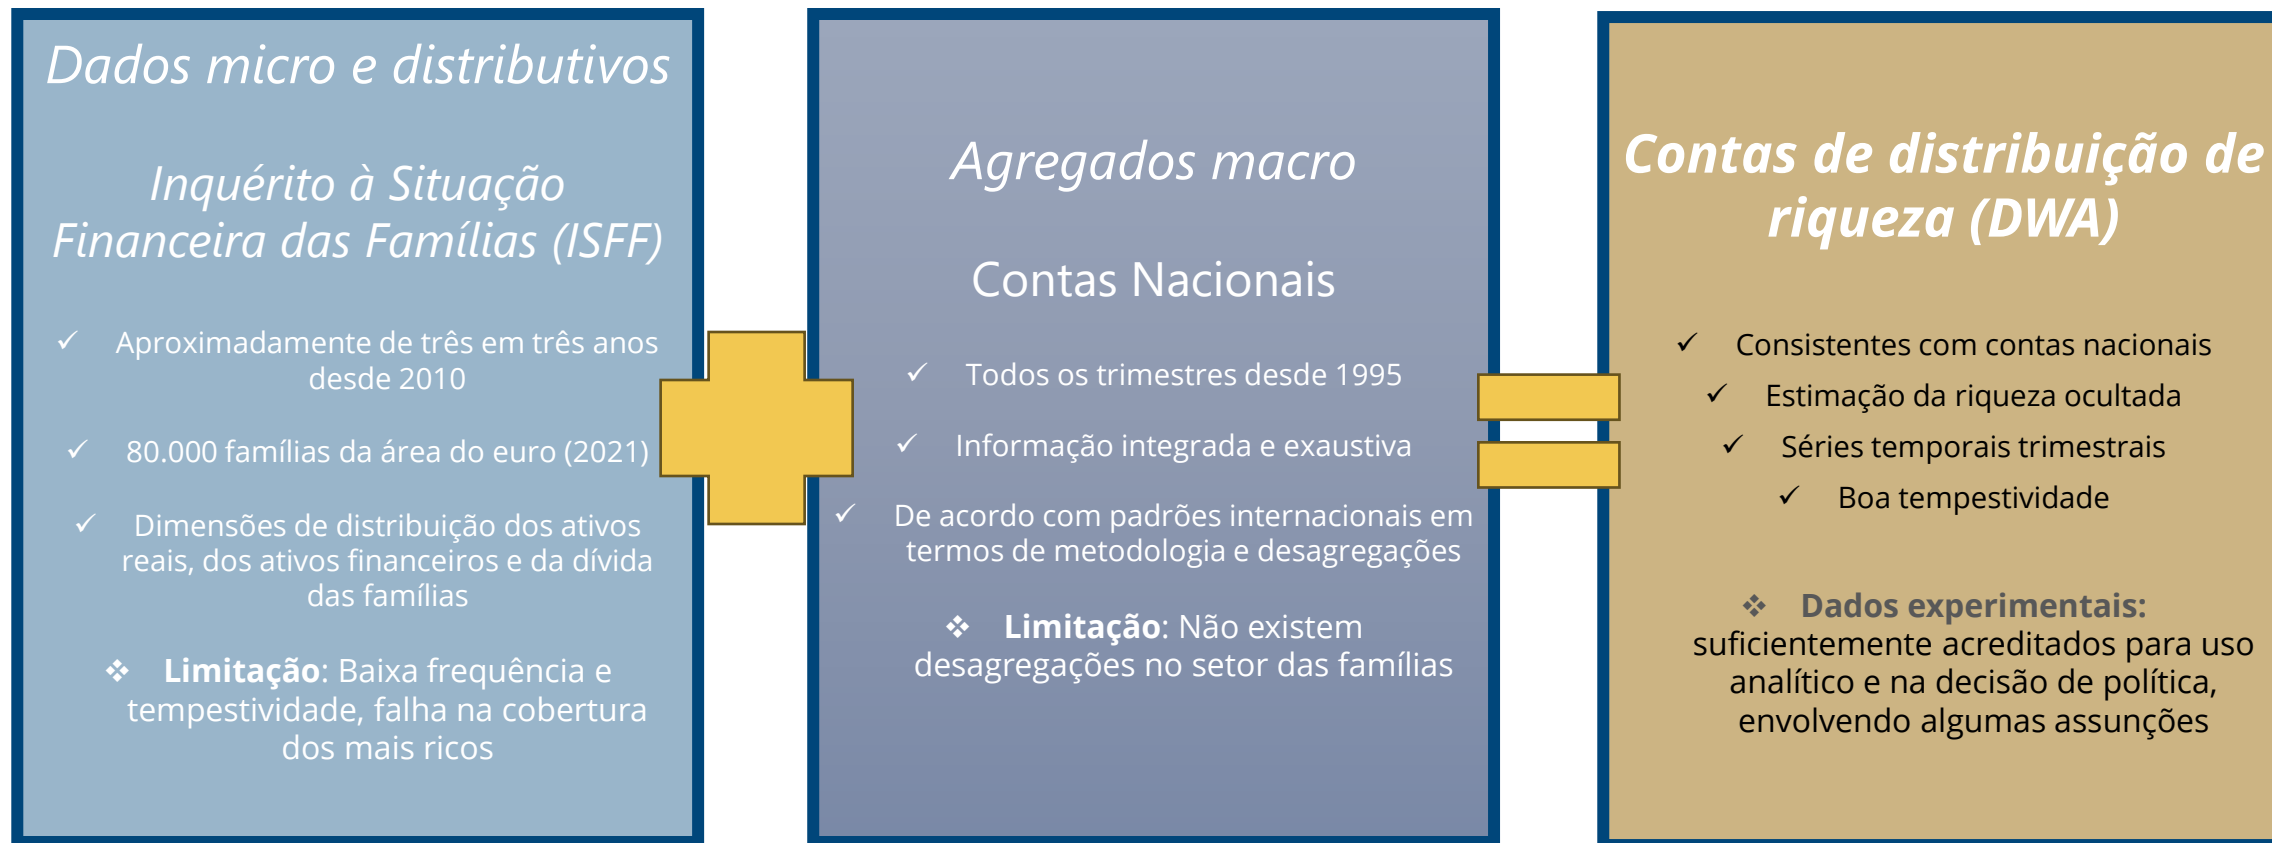 Dados micro e distributivos
Inquérito à Situação
Financeira das Famílias (ISFF)
✓ Aproximadamente de três em três anos
desde 2010
✓ 80.000 famílias da área do euro (2021)
✓ Dimensões de distribuição dos ativos
reais, dos ativos financeiros e da dívida
das famílias
❖ Limitação: Baixa frequência e
tempestividade, falha na cobertura
dos mais ricos
Agregados macro
Contas Nacionais
✓ Todos os trimestres desde 1995
✓ Informação integrada e exaustiva
✓ De acordo com padrões internacionais em
termos de metodologia e desagregações
❖ Limitação: Não existem
desagregações no setor das famílias
Contas de distribuição de
riqueza (DWA)
✓ Consistentes com contas nacionais
✓ Estimação da riqueza ocultada
✓ Séries temporais trimestrais
✓ Boa tempestividade
❖ Dados experimentais:
suficientemente acreditados para uso
analítico e na decisão de política,
envolvendo algumas assunções